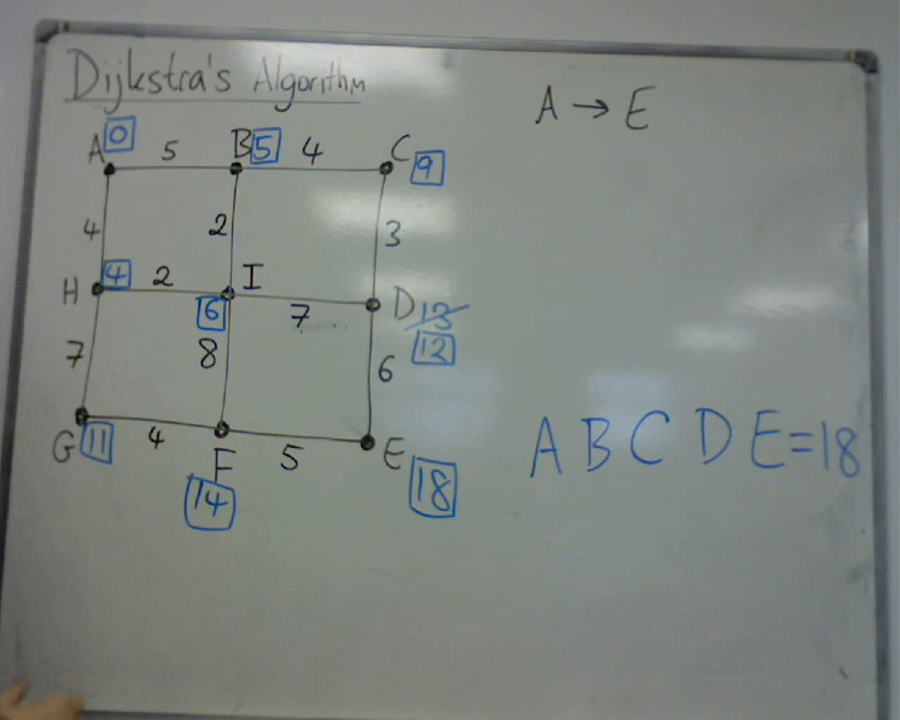 Dijkstra's Algorithm
A → E
A 0 5 B 5 4 C 9
4 2 3
H 4 2 I
6 7 D 13
12
7 8 6
G 11 4 F 5 E
14 18
A B C D E = 18